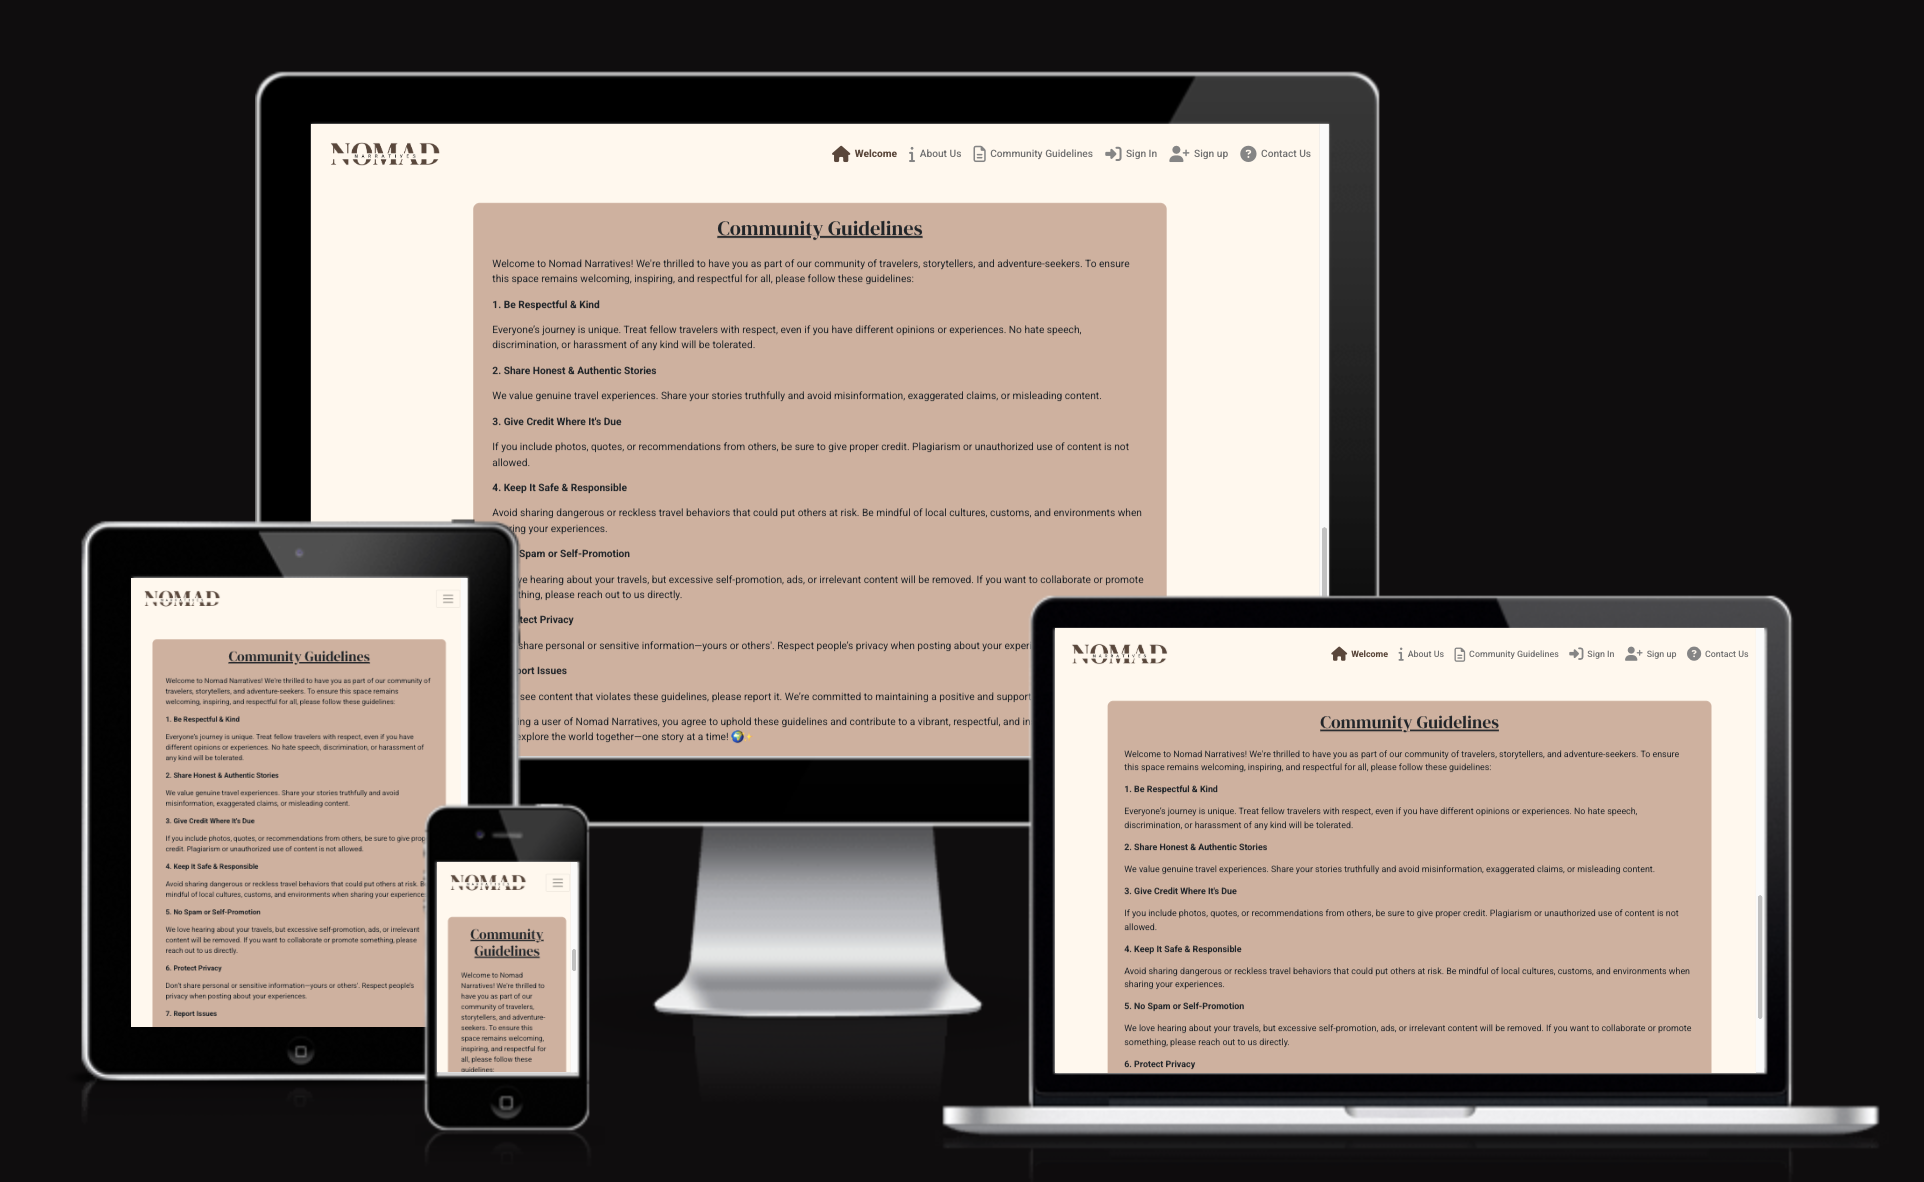 NOMAD
NARRATIVES
Welcome About Us Community Guidelines Sign In Sign up Contact Us
Community Guidelines
Welcome to Nomad Narratives! We're thrilled to have you as part of our community of travelers, storytellers, and adventure-seekers. To ensure
this space remains welcoming, inspiring, and respectful for all, please follow these guidelines:
1. Be Respectful & Kind
Everyone's journey is unique. Treat fellow travelers with respect, even if you have different opinions or experiences. No hate speech,
discrimination, or harassment of any kind will be tolerated.
2. Share Honest & Authentic Stories
We value genuine travel experiences. Share your stories truthfully and avoid misinformation, exaggerated claims, or misleading content.
3. Give Credit Where It's Due
If you include photos, quotes, or recommendations from others, be sure to give proper credit. Plagiarism or unauthorized use of content is not
allowed.
4. Keep It Safe & Responsible
Avoid sharing dangerous or reckless travel behaviors that could put others at risk. Be mindful of local cultures, customs, and environments when
ing your experiences.
Spam or Self-Promotion
ve hearing about your travels, but excessive self-promotion, ads, or irrelevant content will be removed. If you want to collaborate or promote
thing, please reach out to us directly.
tect Privacy
share personal or sensitive information—yours or others'. Respect people's privacy when posting about your experi
ort Issues
see content that violates these guidelines, please report it. We're committed to maintaining a positive and support
ng a user of Nomad Narratives, you agree to uphold these guidelines and contribute to a vibrant, respectful, and in
explore the world together—one story at a time! 🌍✨
NOMAD
NARRATIVES
Community Guidelines
Welcome to Nomad Narratives! We're thrilled to have you as part of our community of
travelers, storytellers, and adventure-seekers. To ensure this space remains
welcoming, inspiring, and respectful for all, please follow these guidelines:
1. Be Respectful & Kind
Everyone's journey is unique. Treat fellow travelers with respect, even if you have
different opinions or experiences. No hate speech, discrimination, or harassment of
any kind will be tolerated.
2. Share Honest & Authentic Stories
We value genuine travel experiences. Share your stories truthfully and avoid
misinformation, exaggerated claims, or misleading content.
3. Give Credit Where It's Due
If you include photos, quotes, or recommendations from others, be sure to give prop
credit. Plagiarism or unauthorized use of content is not allowed.
4. Keep It Safe & Responsible
Avoid sharing dangerous or reckless travel behaviors that could put others at risk. B
mindful of local cultures, customs, and environments when sharing your experience
5. No Spam or Self-Promotion
We love hearing about your travels, but excessive self-promotion, ads, or irrelevant
content will be removed. If you want to collaborate or promote something, please
reach out to us directly.
6. Protect Privacy
Don't share personal or sensitive information—yours or others'. Respect people's
privacy when posting about your experiences.
7. Report Issues
NOMAD
NARRATIVES
Community
Guidelines
Welcome to Nomad
Narratives! We're thrilled to
have you as part of our
community of travelers,
storytellers, and adventure-
seekers. To ensure this
space remains welcoming,
inspiring, and respectful for
all, please follow these
guidelines:
NOMAD
NARRATIVES
Welcome About Us Community Guidelines Sign In Sign up Contact Us
Community Guidelines
Welcome to Nomad Narratives! We're thrilled to have you as part of our community of travelers, storytellers, and adventure-seekers. To ensure
this space remains welcoming, inspiring, and respectful for all, please follow these guidelines:
1. Be Respectful & Kind
Everyone's journey is unique. Treat fellow travelers with respect, even if you have different opinions or experiences. No hate speech,
discrimination, or harassment of any kind will be tolerated.
2. Share Honest & Authentic Stories
We value genuine travel experiences. Share your stories truthfully and avoid misinformation, exaggerated claims, or misleading content.
3. Give Credit Where It's Due
If you include photos, quotes, or recommendations from others, be sure to give proper credit. Plagiarism or unauthorized use of content is not
allowed.
4. Keep It Safe & Responsible
Avoid sharing dangerous or reckless travel behaviors that could put others at risk. Be mindful of local cultures, customs, and environments when
sharing your experiences.
5. No Spam or Self-Promotion
We love hearing about your travels, but excessive self-promotion, ads, or irrelevant content will be removed. If you want to collaborate or promote
something, please reach out to us directly.
6. Protect Privacy